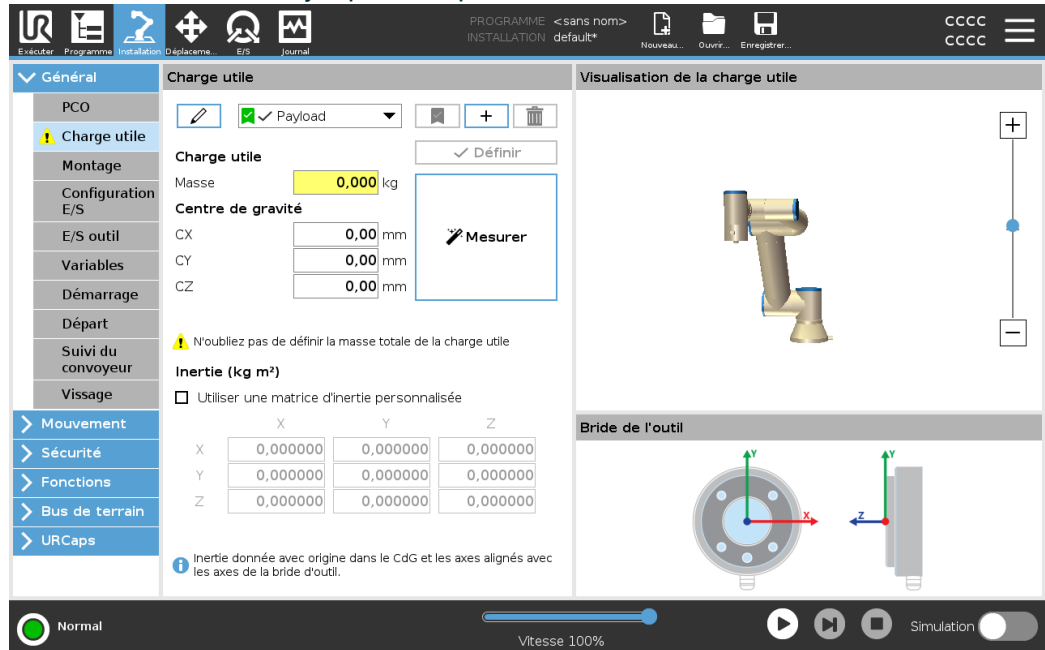 PROGRAMME <sans nom>
INSTALLATION default*
UR
Exécuter
Programme
Installation
Déplaceme...
E/S
Journal
Nouveau...
Ouvrir...
Enregistrer...
CCCC
CCCC
Général
PCO
Charge utile
Montage
Configuration
E/S
E/S outil
Variables
Démarrage
Départ
Suivi du
convoyeur
Vissage
Mouvement
Sécurité
Fonctions
Bus de terrain
URCaps
Charge utile
Payload
+
Charge utile
Définir
Masse 0,000 kg
Centre de gravité
CX 0,00 mm
CY 0,00 mm
CZ 0,00 mm
Mesurer
N'oubliez pas de définir la masse totale de la charge utile
Inertie (kg m²)
Utiliser une matrice d'inertie personnalisée
X Y Z
X 0,000000 0,000000 0,000000
Y 0,000000 0,000000 0,000000
Z 0,000000 0,000000 0,000000
Inertie donnée avec origine dans le CdG et les axes alignés avec
les axes de la bride d'outil.
Visualisation de la charge utile
+
−
Bride de l'outil
Y
X
Y
Z
Normal
Vitesse 100%
Simulation